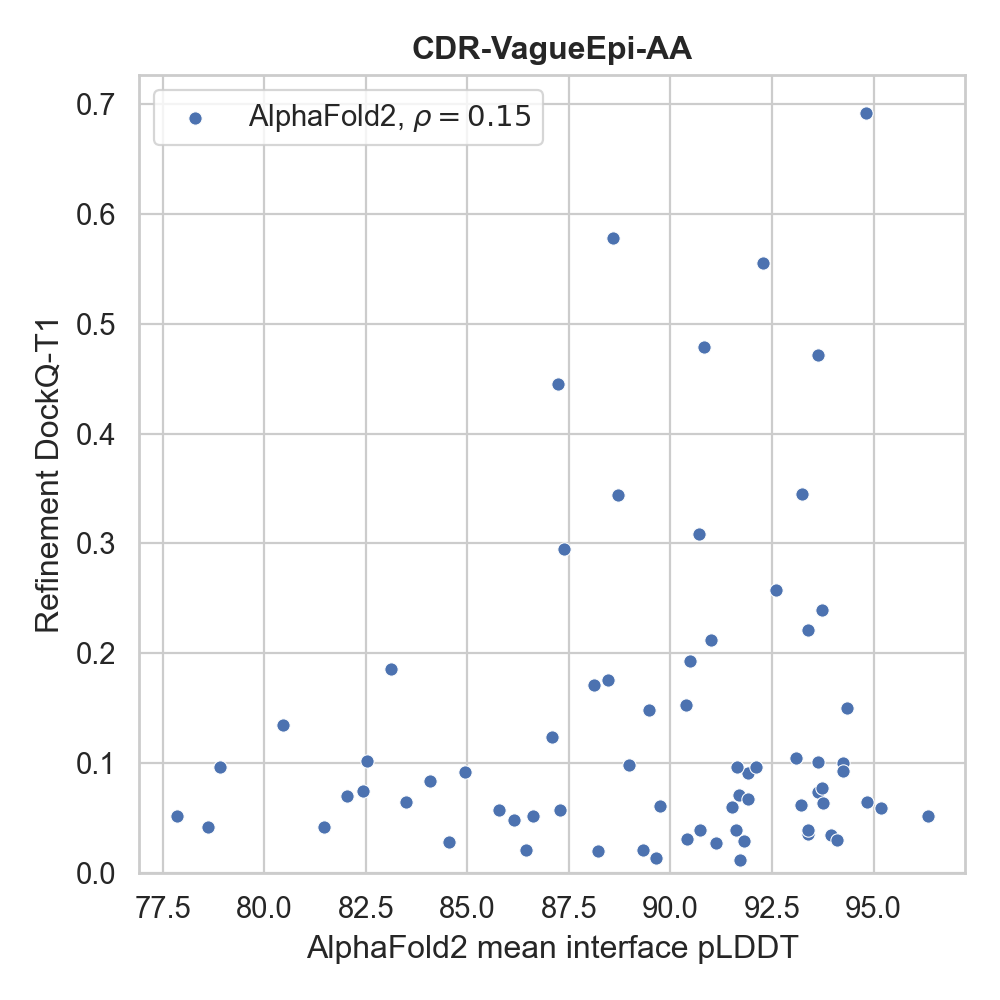 CDR-VagueEpi-AA
AlphaFold2, ρ = 0.15
Refinement DockQ-T1
0.7
0.6
0.5
0.4
0.3
0.2
0.1
0.0
77.5 80.0 82.5 85.0 87.5 90.0 92.5 95.0
AlphaFold2 mean interface pLDDT